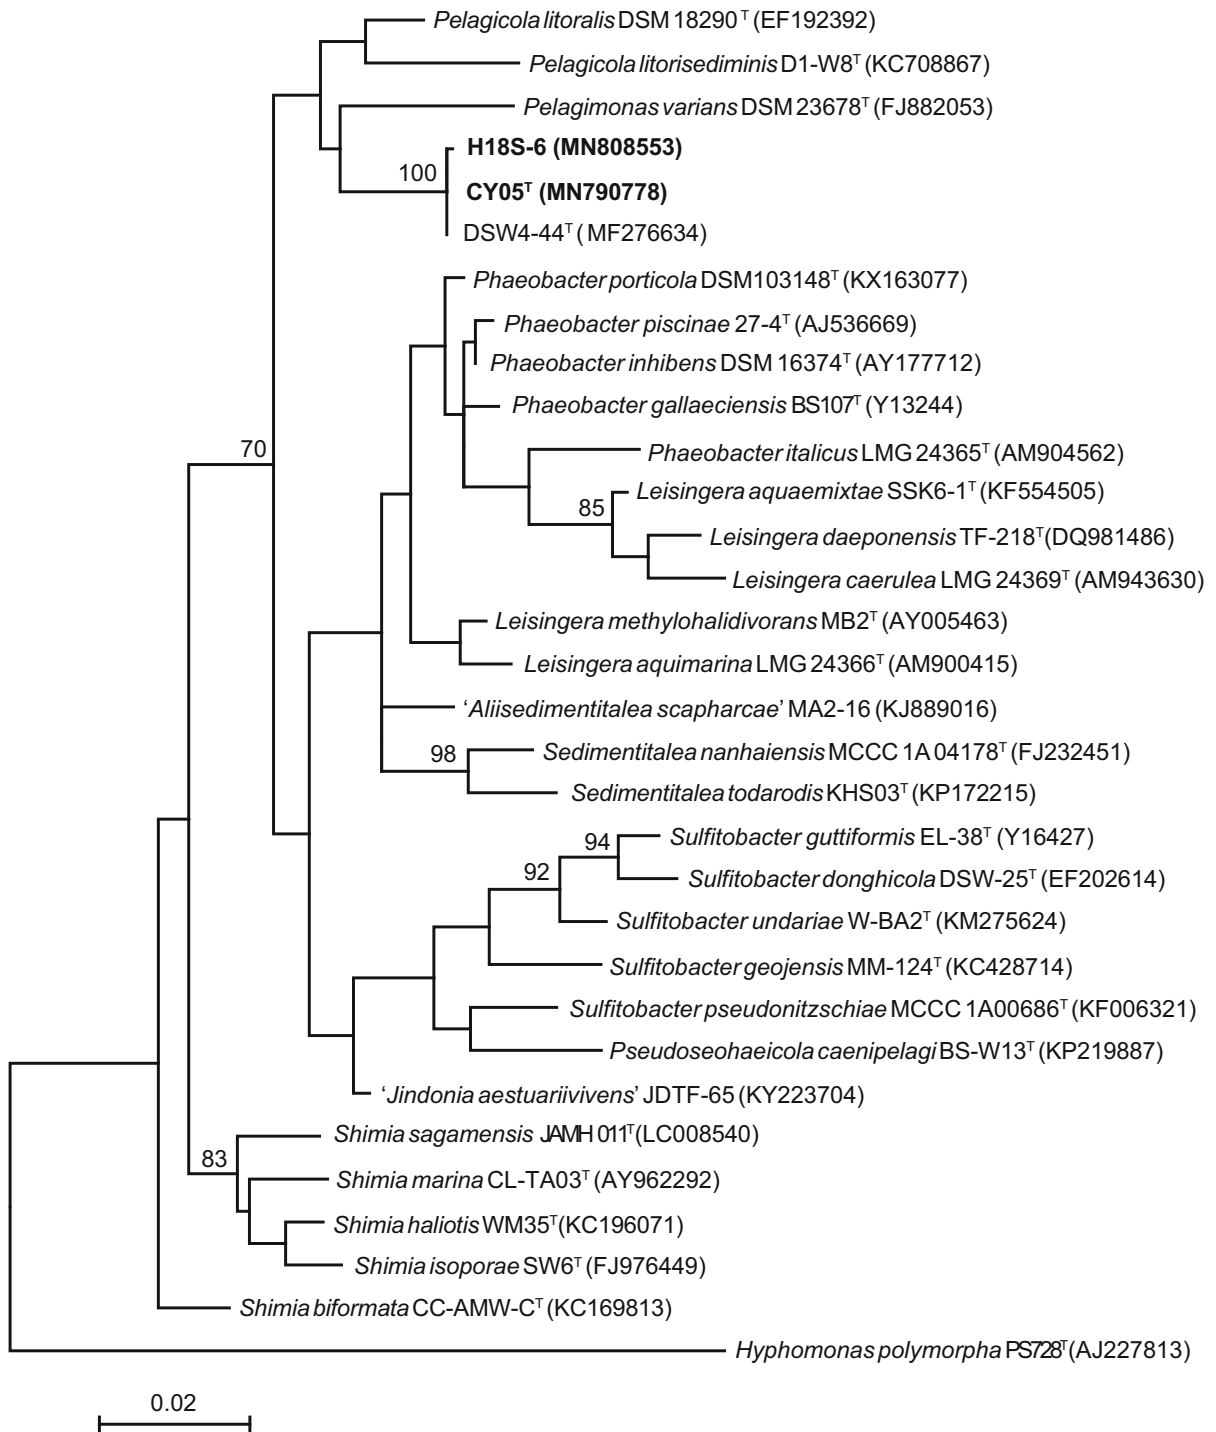 Pelagicola litoralis DSM 18290ᵀ (EF192392)
Pelagicola litorisediminis D1-W8ᵀ (KC708867)
Pelagimonas varians DSM 23678ᵀ (FJ882053)
H18S-6 (MN808553)
100
CY05ᵀ (MN790778)
DSW4-44ᵀ (MF276634)
Phaeobacter porticola DSM103148ᵀ (KX163077)
Phaeobacter piscinae 27-4ᵀ (AJ536669)
Phaeobacter inhibens DSM 16374ᵀ (AY177712)
Phaeobacter gallaeciensis BS107ᵀ (Y13244)
70
Phaeobacter italicus LMG 24365ᵀ (AM904562)
Leisingera aquaemixtae SSK6-1ᵀ (KF554505)
85
Leisingera daeponensis TF-218ᵀ(DQ981486)
Leisingera caerulea LMG 24369ᵀ (AM943630)
Leisingera methylohalidivorans MB2ᵀ (AY005463)
Leisingera aquimarina LMG 24366ᵀ (AM900415)
‘Aliisedimentitalea scapharcae’ MA2-16 (KJ889016)
98
Sedimentitalea nanhaiensis MCCC 1A 04178ᵀ (FJ232451)
Sedimentitalea todarodis KHS03ᵀ (KP172215)
Sulfitobacter guttiformis EL-38ᵀ (Y16427)
94
92
Sulfitobacter donghicola DSW-25ᵀ (EF202614)
Sulfitobacter undariae W-BA2ᵀ (KM275624)
Sulfitobacter geojensis MM-124ᵀ (KC428714)
Sulfitobacter pseudonitzschiae MCCC 1A00686ᵀ (KF006321)
Pseudoseohaeicola caenipelagi BS-W13ᵀ (KP219887)
‘Jindonia aestuariivivens’ JDTF-65 (KY223704)
Shimia sagamensis JAMH 011ᵀ(LC008540)
83
Shimia marina CL-TA03ᵀ (AY962292)
Shimia haliotis WM35ᵀ(KC196071)
Shimia isoporae SW6ᵀ (FJ976449)
Shimia biformata CC-AMW-Cᵀ (KC169813)
Hyphomonas polymorpha PS728ᵀ(AJ227813)
0.02